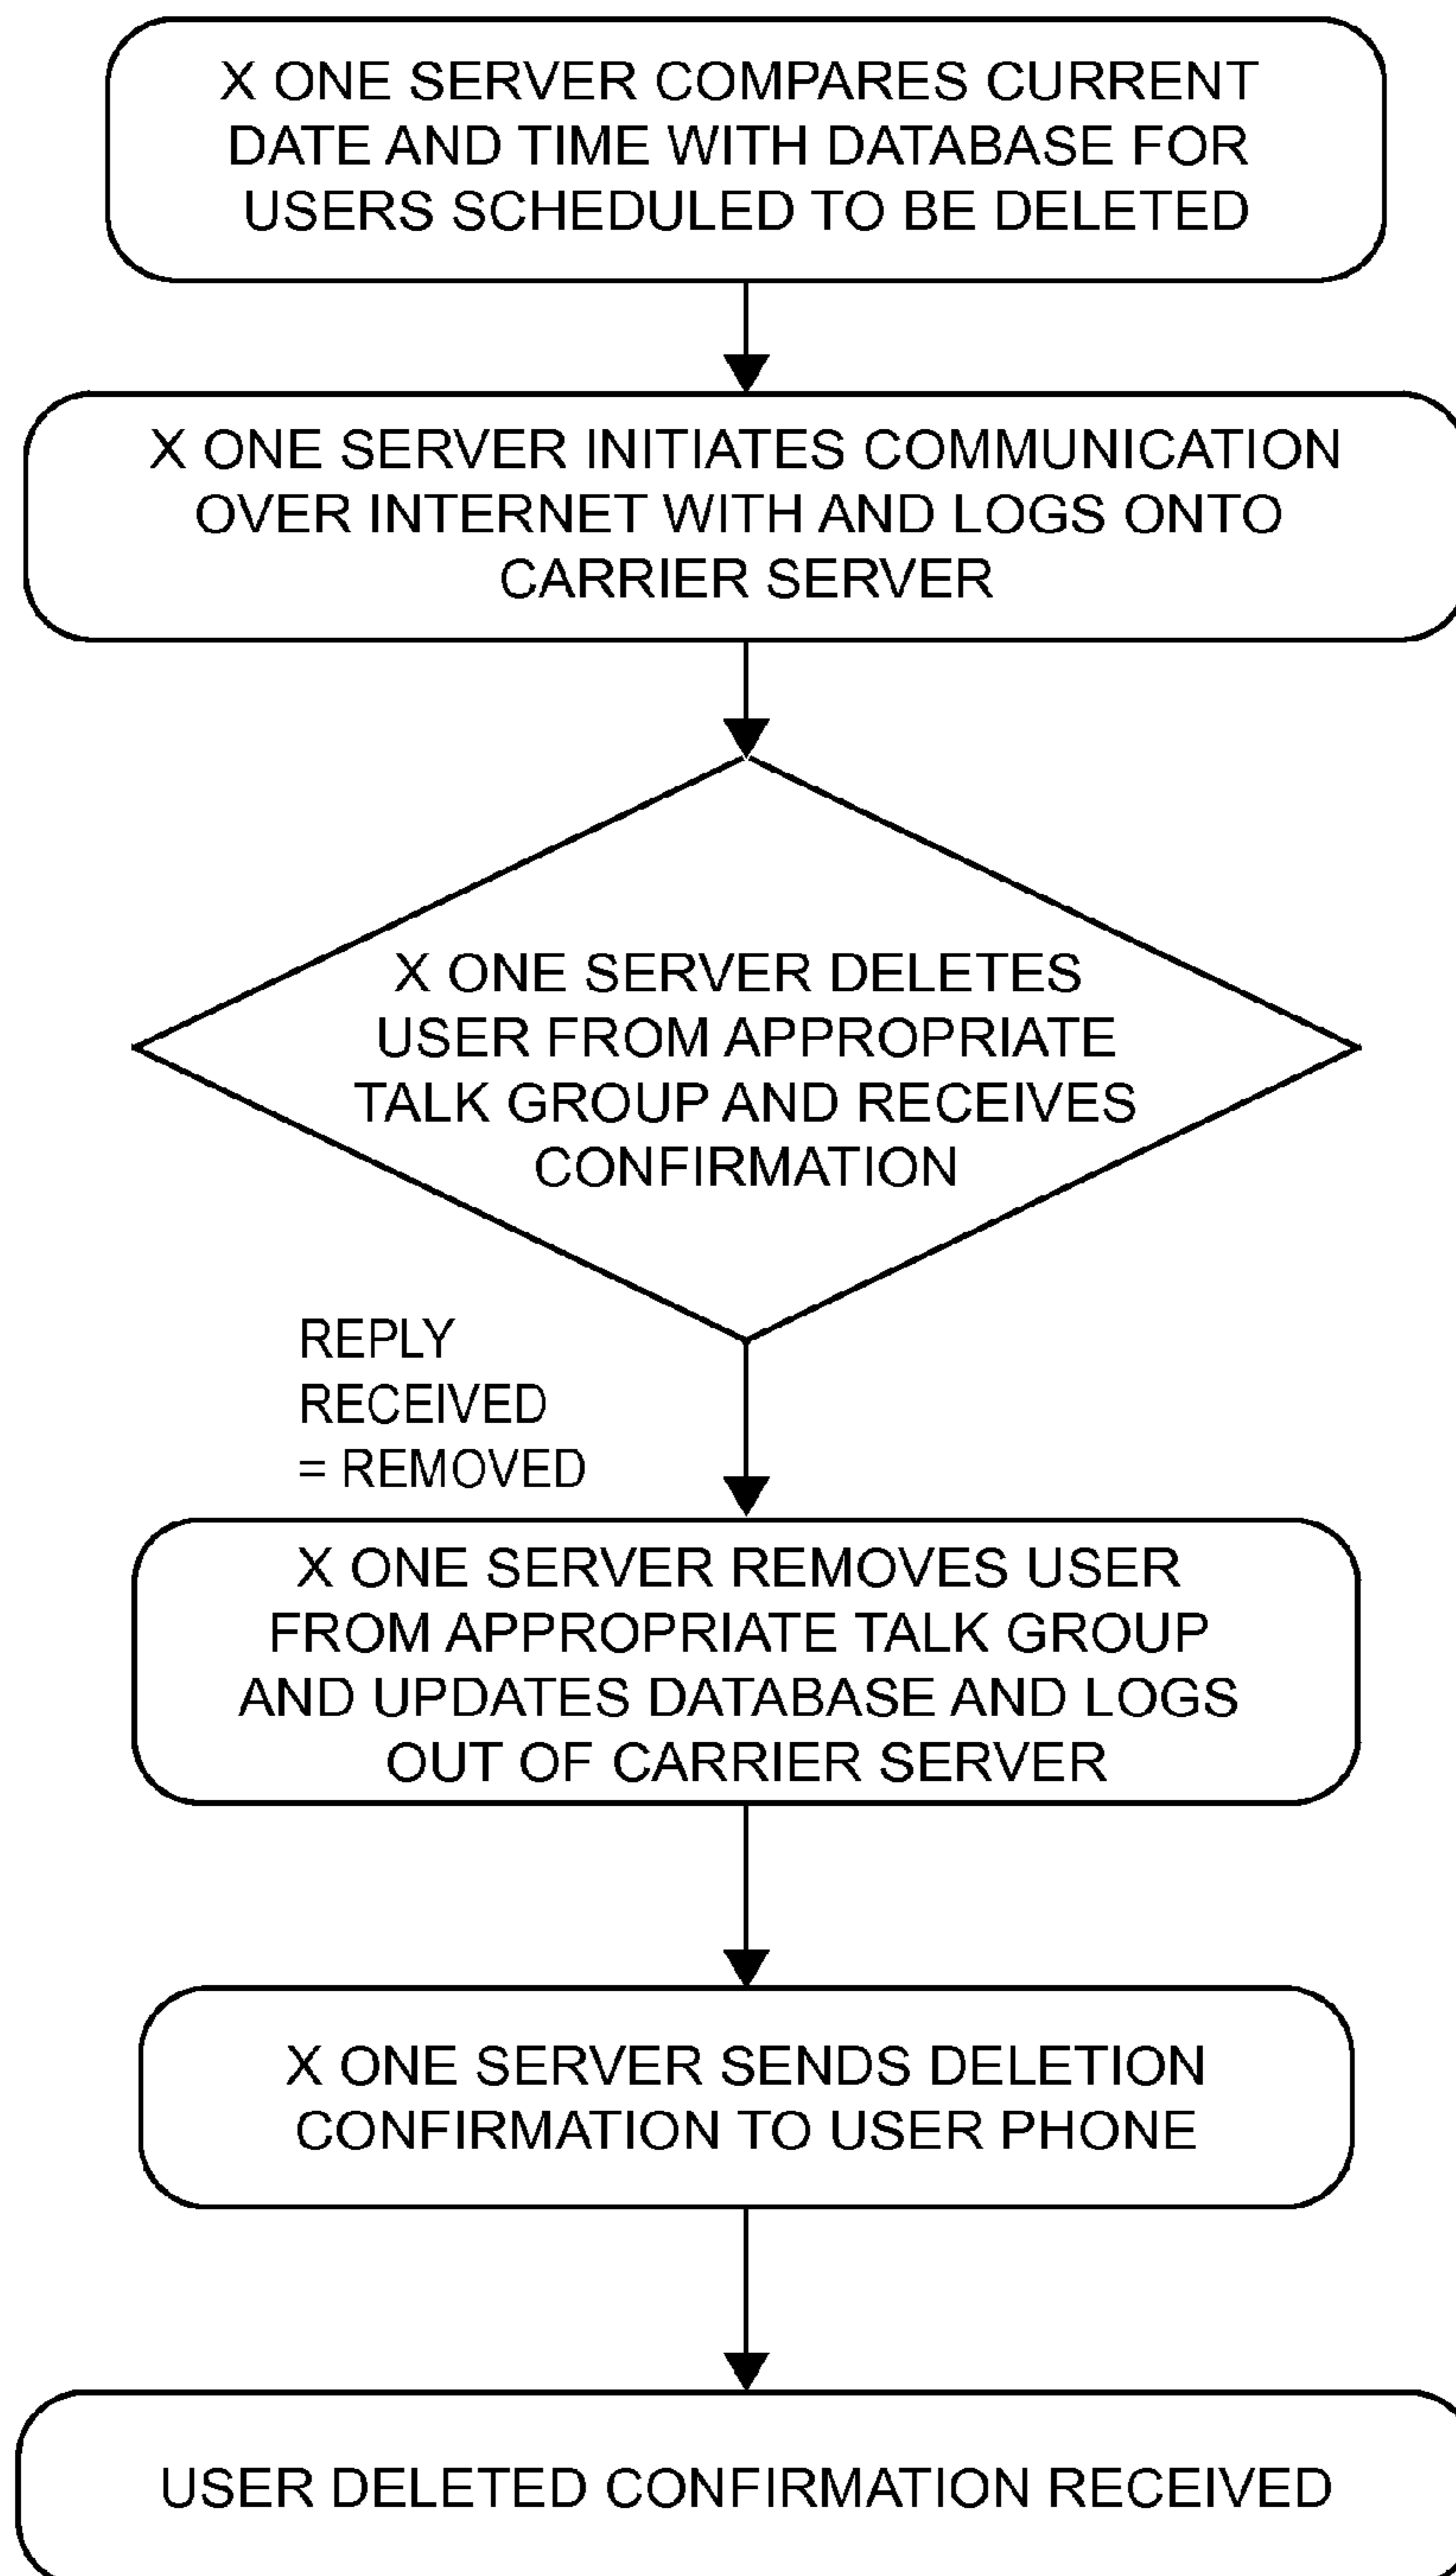 X ONE SERVER COMPARES CURRENT
DATE AND TIME WITH DATABASE FOR
USERS SCHEDULED TO BE DELETED
X ONE SERVER INITIATES COMMUNICATION
OVER INTERNET WITH AND LOGS ONTO
CARRIER SERVER
X ONE SERVER DELETES
USER FROM APPROPRIATE
TALK GROUP AND RECEIVES
CONFIRMATION
REPLY
RECEIVED
= REMOVED
X ONE SERVER REMOVES USER
FROM APPROPRIATE TALK GROUP
AND UPDATES DATABASE AND LOGS
OUT OF CARRIER SERVER
X ONE SERVER SENDS DELETION
CONFIRMATION TO USER PHONE
USER DELETED CONFIRMATION RECEIVED